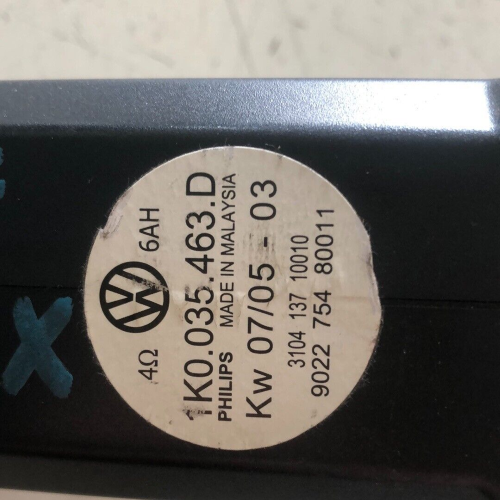 4Ω VW 6AH
1K0.035.463.D
PHILIPS MADE IN MALAYSIA
Kw 07/05 - 03
3104 137 10010
9022 754 80011
X